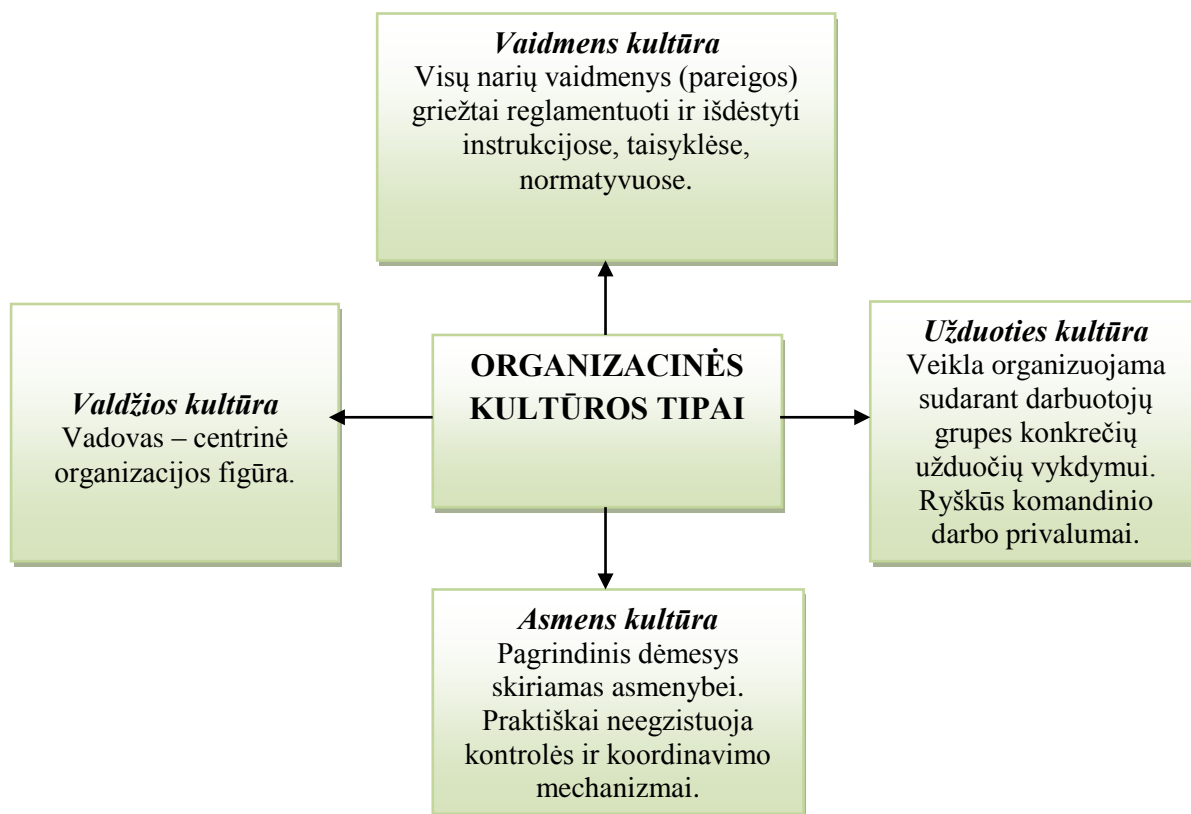 Vaidmens kultūra
Visų narių vaidmenys (pareigos)
griežtai reglamentuoti ir išdėstyti
instrukcijose, taisyklėse,
normatyvuose.
Valdžios kultūra
Vadovas – centrinė
organizacijos figūra.
ORGANIZACINĖS
KULTŪROS TIPAI
Užduoties kultūra
Veikla organizuojama
sudarant darbuotojų
grupes konkrečių
užduočių vykdymui.
Ryškūs komandinio
darbo privalumai.
Asmens kultūra
Pagrindinis dėmesys
skiriamas asmenybei.
Praktiškai neegzistuoja
kontrolės ir koordinavimo
mechanizmai.